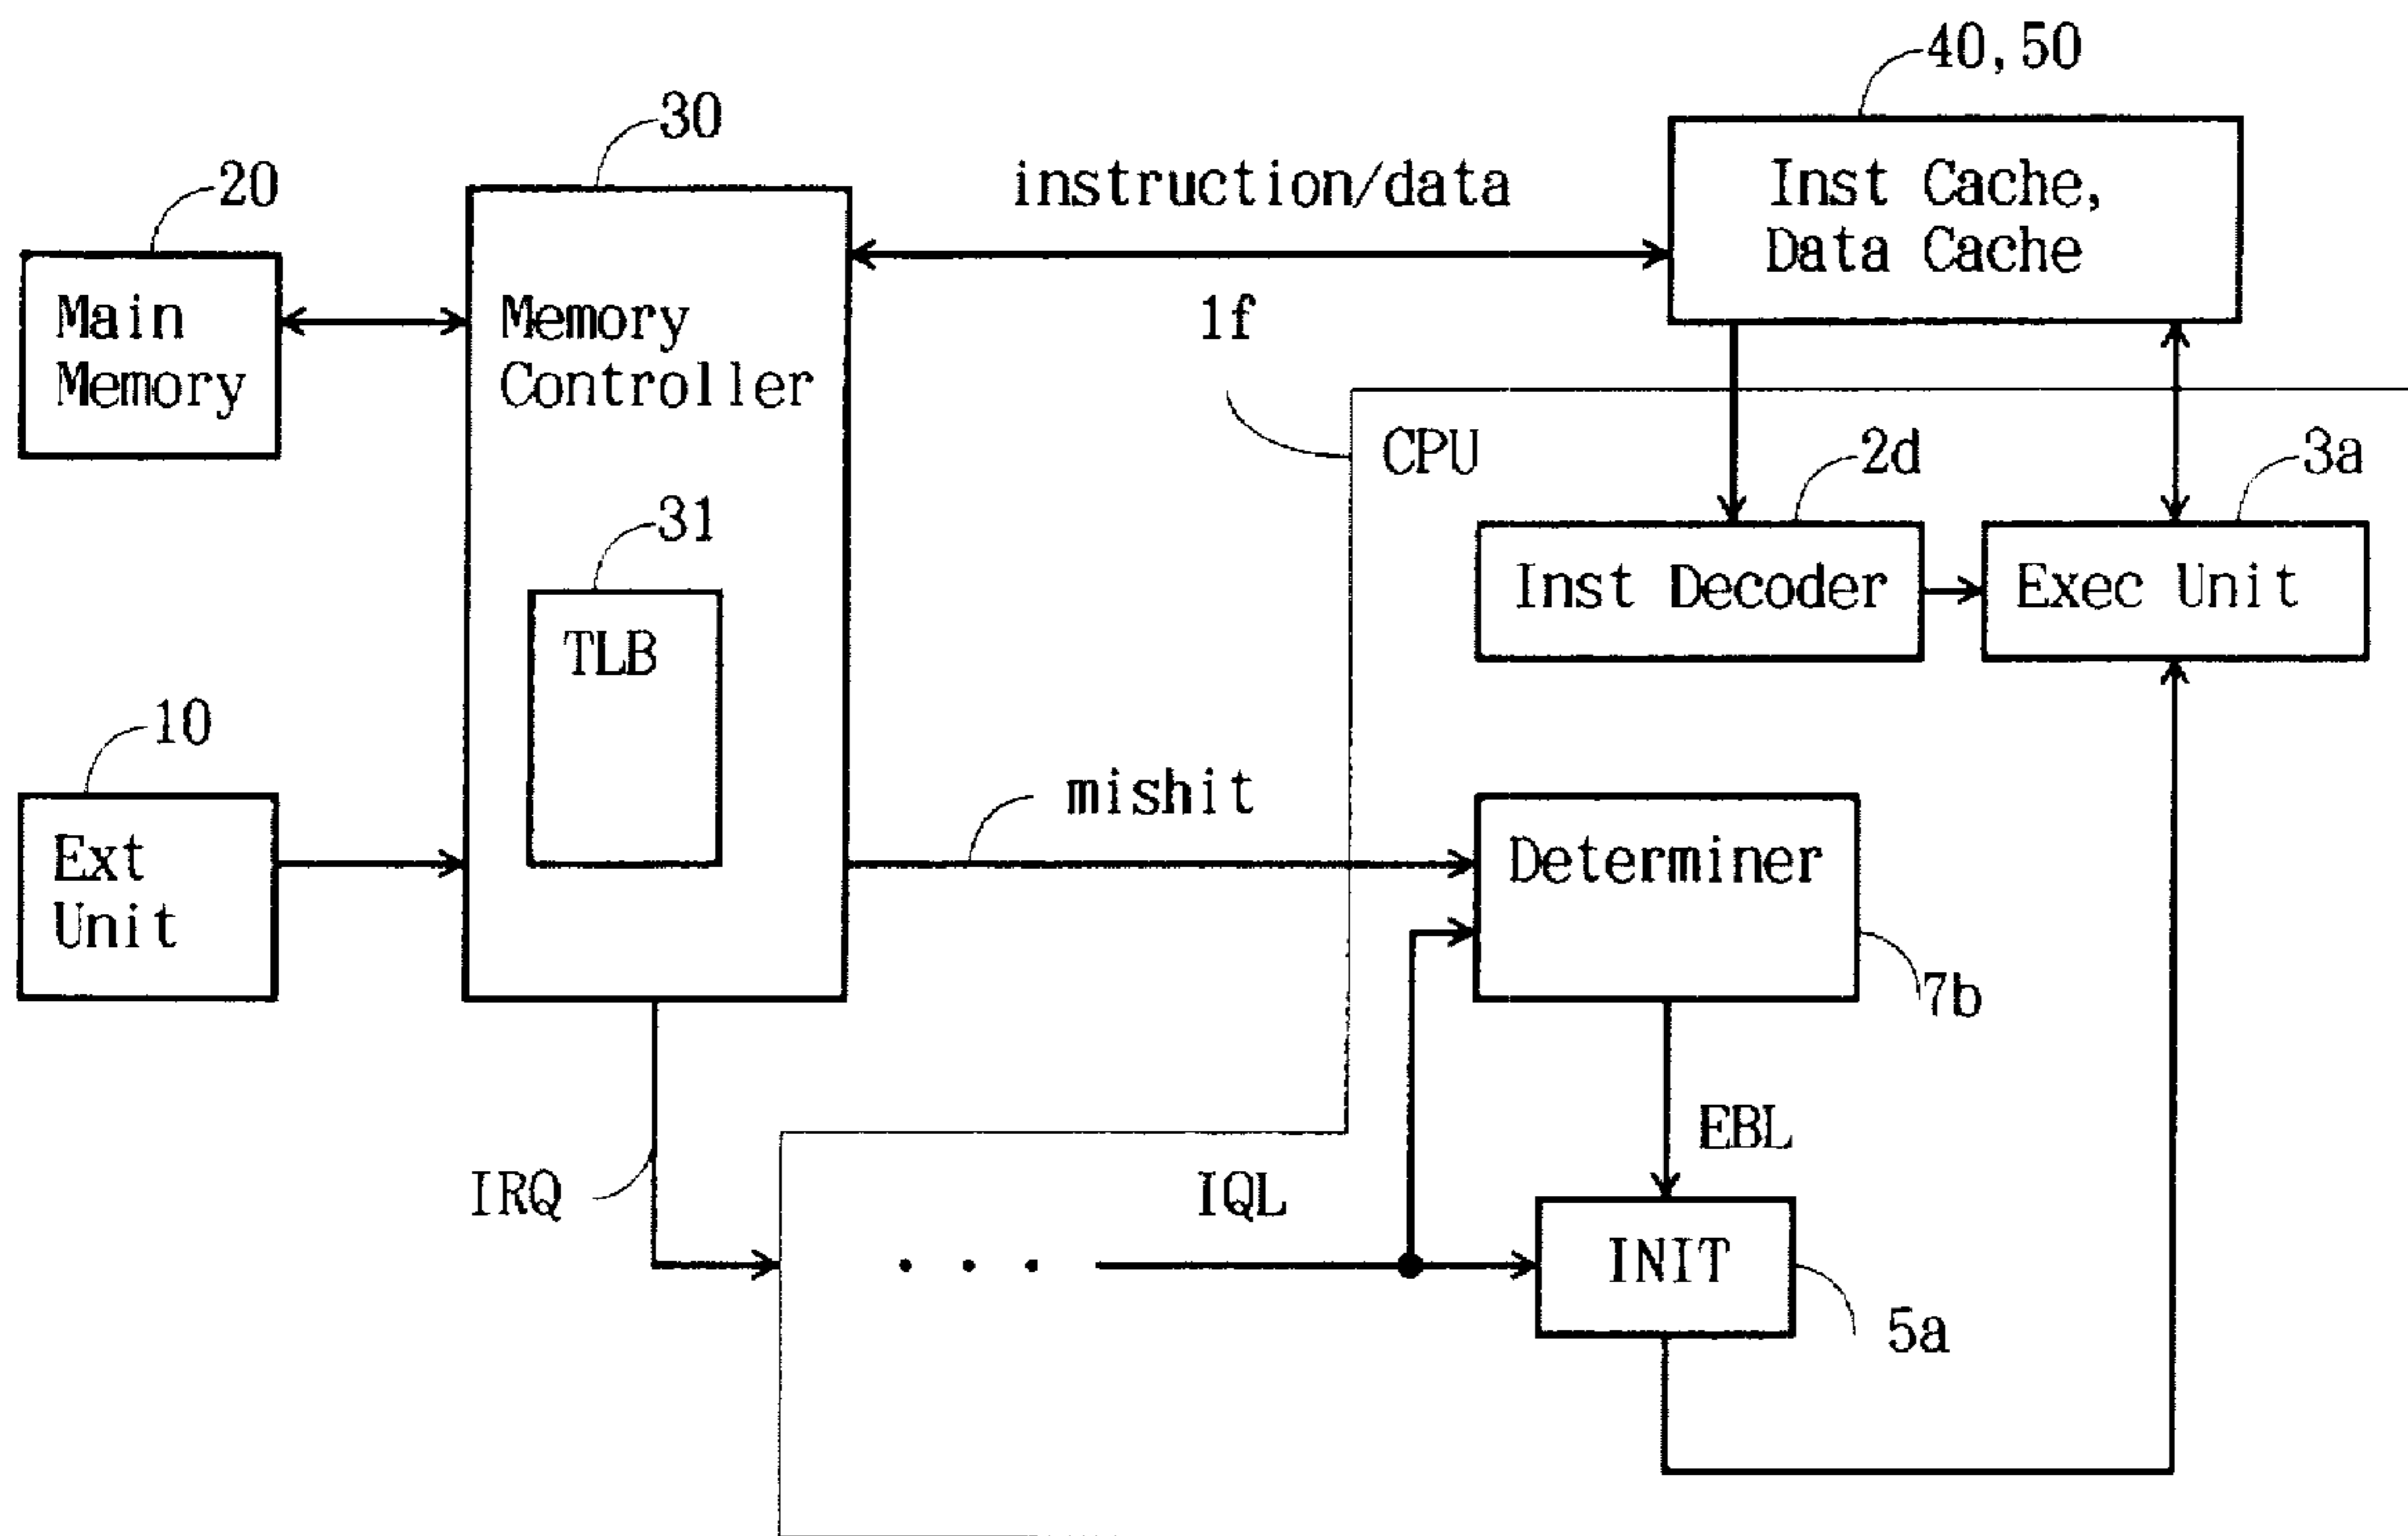 40,50
30
20
instruction/data
Inst Cache,
Data Cache
Main
Memory
Memory
Controller
1f
CPU
2d
3a
31
Inst Decoder
Exec Unit
TLB
10
mishit
Ext
Unit
Determiner
7b
EBL
IRQ
IQL
. . .
INIT
5a